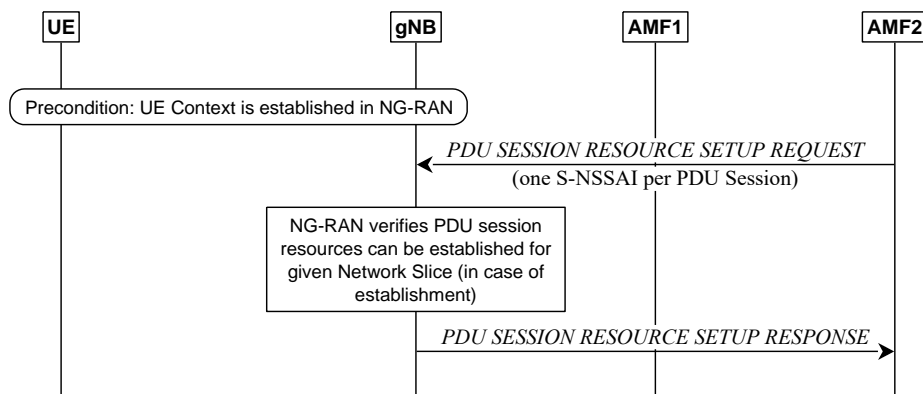 UE
gNB
AMF1
AMF2
Precondition: UE Context is established in NG-RAN
PDU SESSION RESOURCE SETUP REQUEST
(one S-NSSAI per PDU Session)
NG-RAN verifies PDU session
resources can be established for
given Network Slice (in case of
establishment)
PDU SESSION RESOURCE SETUP RESPONSE